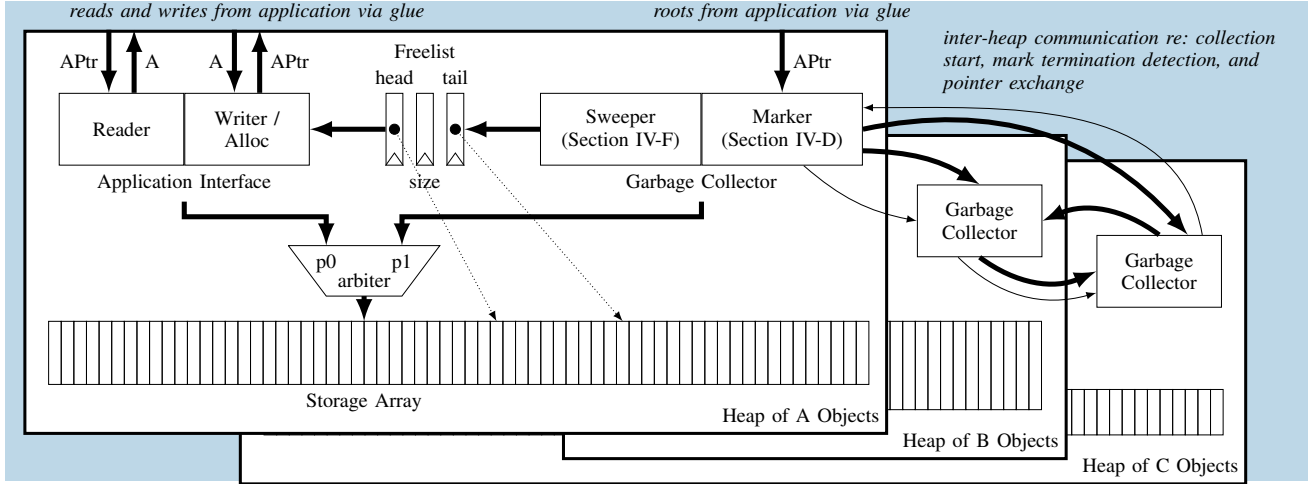 reads and writes from application via glue
roots from application via glue
inter-heap communication re: collection
start, mark termination detection, and
pointer exchange
APtr
A
A
APtr
Freelist
head
tail
APtr
Reader
Writer /
Alloc
Sweeper
(Section IV-F)
Marker
(Section IV-D)
Application Interface
size
Garbage Collector
Garbage
Collector
Garbage
Collector
p0
p1
arbiter
Storage Array
Heap of A Objects
Heap of B Objects
Heap of C Objects